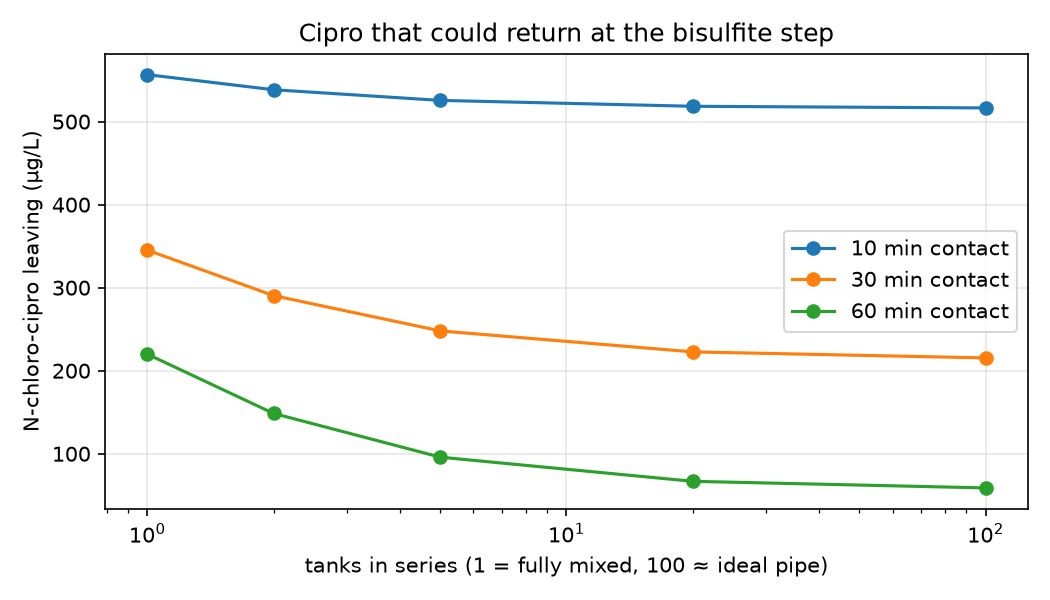 Cipro that could return at the bisulfite step
N-chloro-cipro leaving (µg/L)
500
400
300
200
100
10 min contact
30 min contact
60 min contact
10⁰
10¹
10²
tanks in series (1 = fully mixed, 100 ≈ ideal pipe)